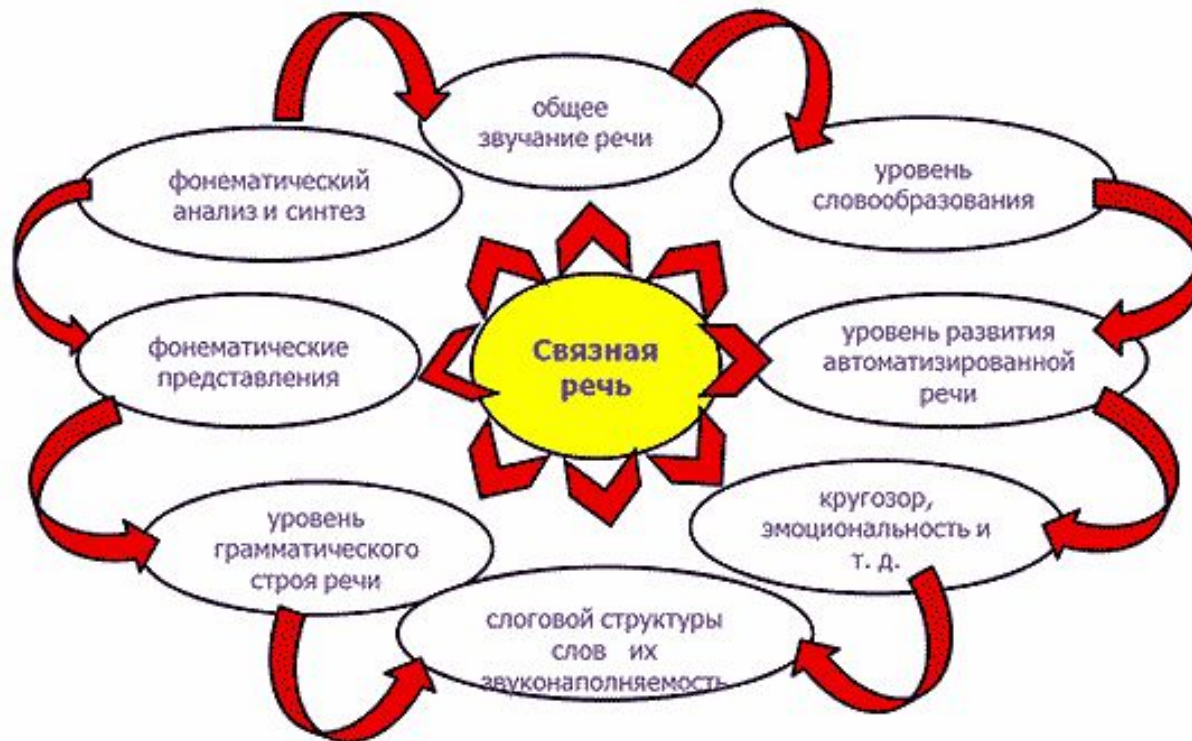 общее
звучание речи
фонематический
анализ и синтез
уровень
словообразования
Связная
речь
фонематические
представления
уровень развития
автоматизированной
речи
уровень
грамматического
строя речи
кругозор,
эмоциональность и
т. д.
слоговой структуры
слов их
звуконаполняемость